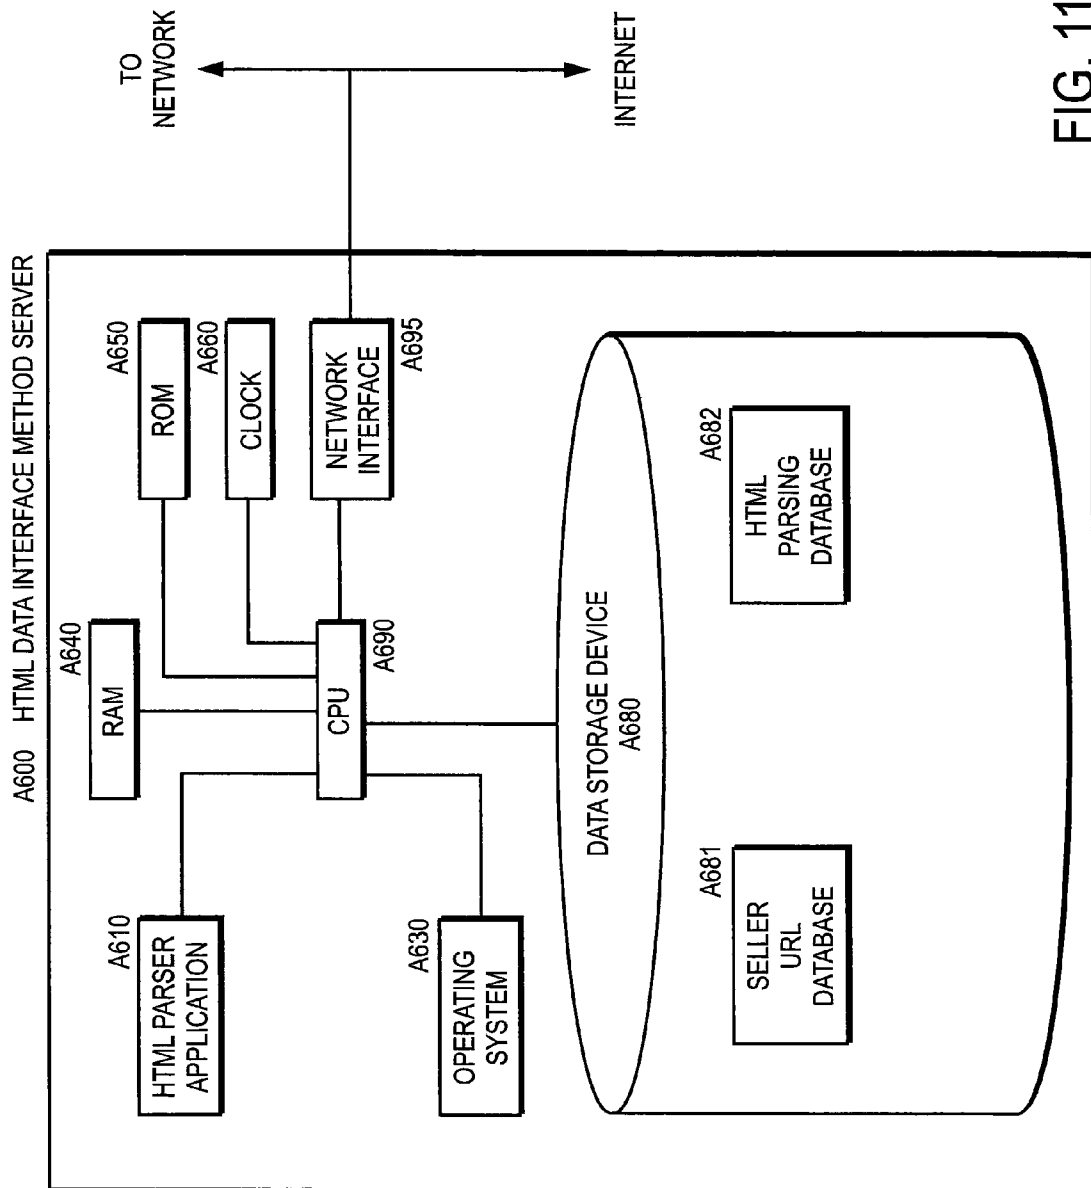 A600 HTML DATA INTERFACE METHOD SERVER
A610
HTML PARSER
APPLICATION
A640
RAM
A650
ROM
A660
CLOCK
A630
OPERATING
SYSTEM
CPU
A690
NETWORK
INTERFACE
A695
TO
NETWORK
INTERNET
DATA STORAGE DEVICE
A680
A681
SELLER
URL
DATABASE
A682
HTML
PARSING
DATABASE
FIG. 11